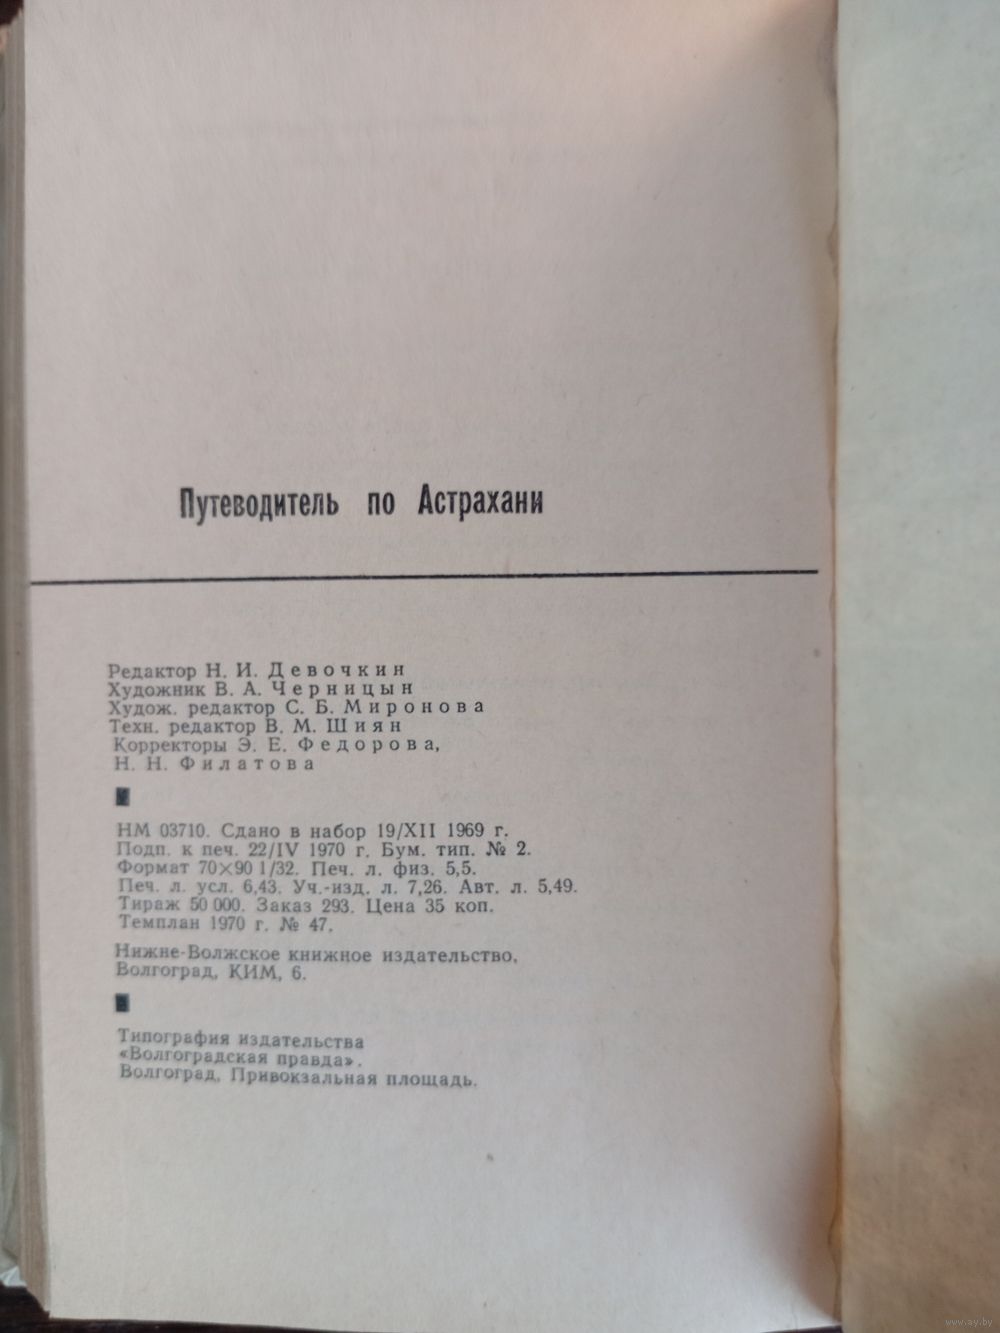 Путеводитель по Астрахани
Редактор Н. И. Девочкин
Художник В. А. Черницын
Худож. редактор С. Б. Миронова
Техн. редактор В. М. Шиян
Корректоры Э. Е. Федорова,
Н. Н. Филатова
НМ 03710. Сдано в набор 19/XII 1969 г.
Подп. к печ. 22/IV 1970 г. Бум. тип. № 2.
Формат 70×90 1/32. Печ. л. физ. 5,5.
Печ. л. усл. 6,43. Уч.-изд. л. 7,26. Авт. л. 5,49.
Тираж 50 000. Заказ 293. Цена 35 коп.
Темплан 1970 г. № 47.
Нижне-Волжское книжное издательство,
Волгоград, КИМ, 6.
Типография издательства
«Волгоградская правда».
Волгоград, Привокзальная площадь.
www.ay.by